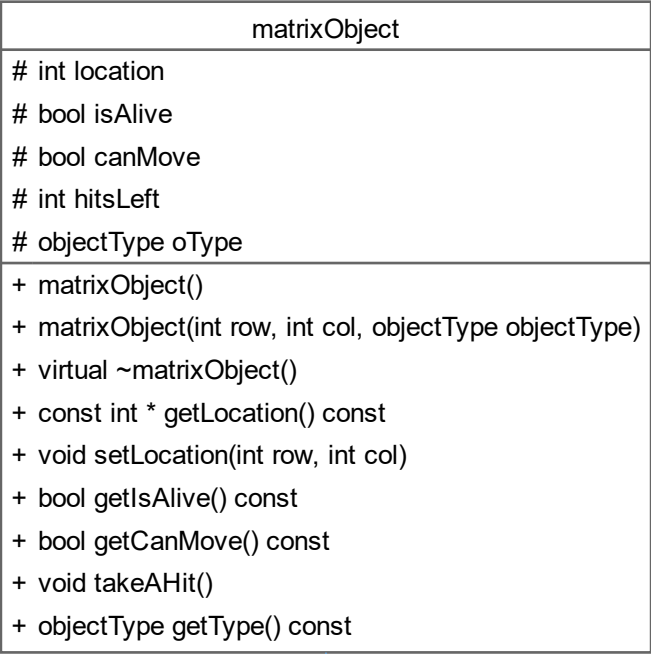 matrixObject
# int location
# bool isAlive
# bool canMove
# int hitsLeft
# objectType oType
+ matrixObject()
+ matrixObject(int row, int col, objectType objectType)
+ virtual ~matrixObject()
+ const int * getLocation() const
+ void setLocation(int row, int col)
+ bool getIsAlive() const
+ bool getCanMove() const
+ void takeAHit()
+ objectType getType() const